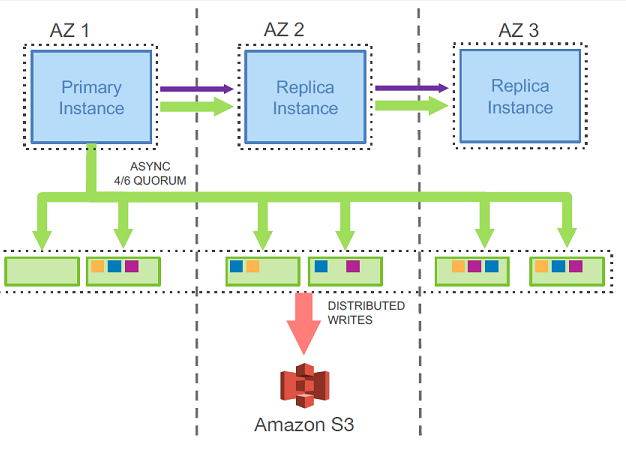 AZ 1
AZ 2
AZ 3
Primary
Instance
Replica
Instance
Replica
Instance
ASYNC
4/6 QUORUM
DISTRIBUTED
WRITES
Amazon S3